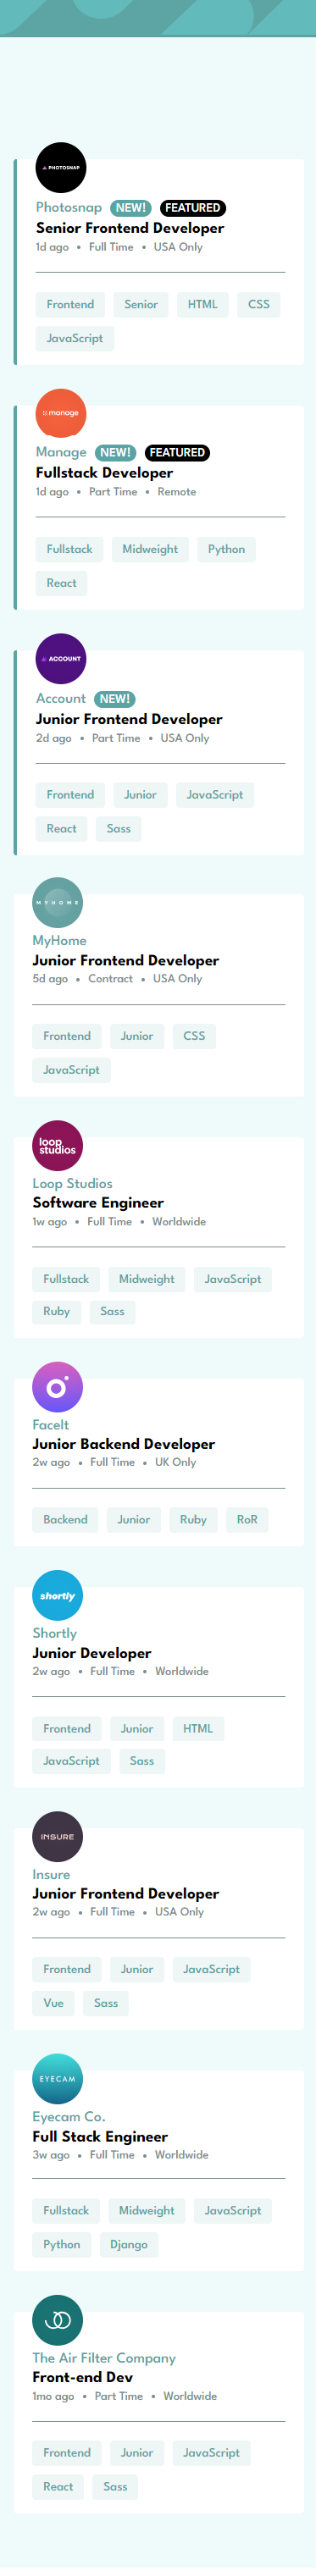 PHOTOSNAP
Photosnap NEW! FEATURED
Senior Frontend Developer
1d ago • Full Time • USA Only
Frontend Senior HTML CSS
JavaScript
manage
Manage NEW! FEATURED
Fullstack Developer
1d ago • Part Time • Remote
Fullstack Midweight Python
React
ACCOUNT
Account NEW!
Junior Frontend Developer
2d ago • Part Time • USA Only
Frontend Junior JavaScript
React Sass
MYHOME
MyHome
Junior Frontend Developer
5d ago • Contract • USA Only
Frontend Junior CSS
JavaScript
loop
studios
Loop Studios
Software Engineer
1w ago • Full Time • Worldwide
Fullstack Midweight JavaScript
Ruby Sass
FaceIt
Junior Backend Developer
2w ago • Full Time • UK Only
Backend Junior Ruby RoR
shortly
Shortly
Junior Developer
2w ago • Full Time • Worldwide
Frontend Junior HTML
JavaScript Sass
INSURE
Insure
Junior Frontend Developer
2w ago • Full Time • USA Only
Frontend Junior JavaScript
Vue Sass
EYECAM
Eyecam Co.
Full Stack Engineer
3w ago • Full Time • Worldwide
Fullstack Midweight JavaScript
Python Django
The Air Filter Company
Front-end Dev
1mo ago • Part Time • Worldwide
Frontend Junior JavaScript
React Sass